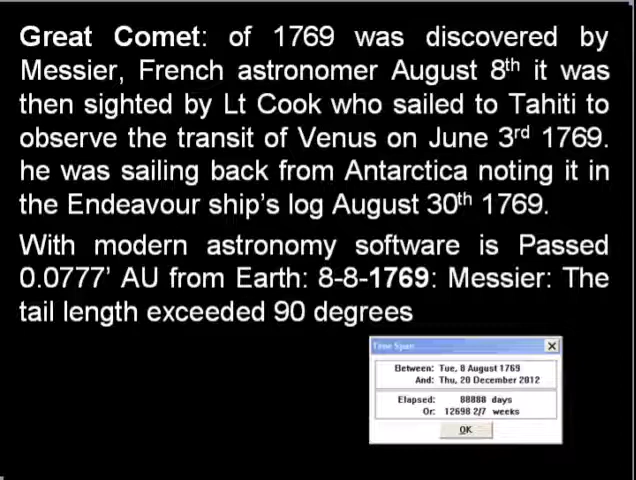 Great Comet: of 1769 was discovered by
Messier, French astronomer August 8th it was
then sighted by Lt Cook who sailed to Tahiti to
observe the transit of Venus on June 3rd 1769.
he was sailing back from Antarctica noting it in
the Endeavour ship's log August 30th 1769.
With modern astronomy software is Passed
0.0777' AU from Earth: 8-8-1769: Messier: The
tail length exceeded 90 degrees
Time Span
Between: Tue, 8 August 1769
And: Thu, 20 December 2012
Elapsed: 88888 days
Or: 12698 2/7 weeks
OK